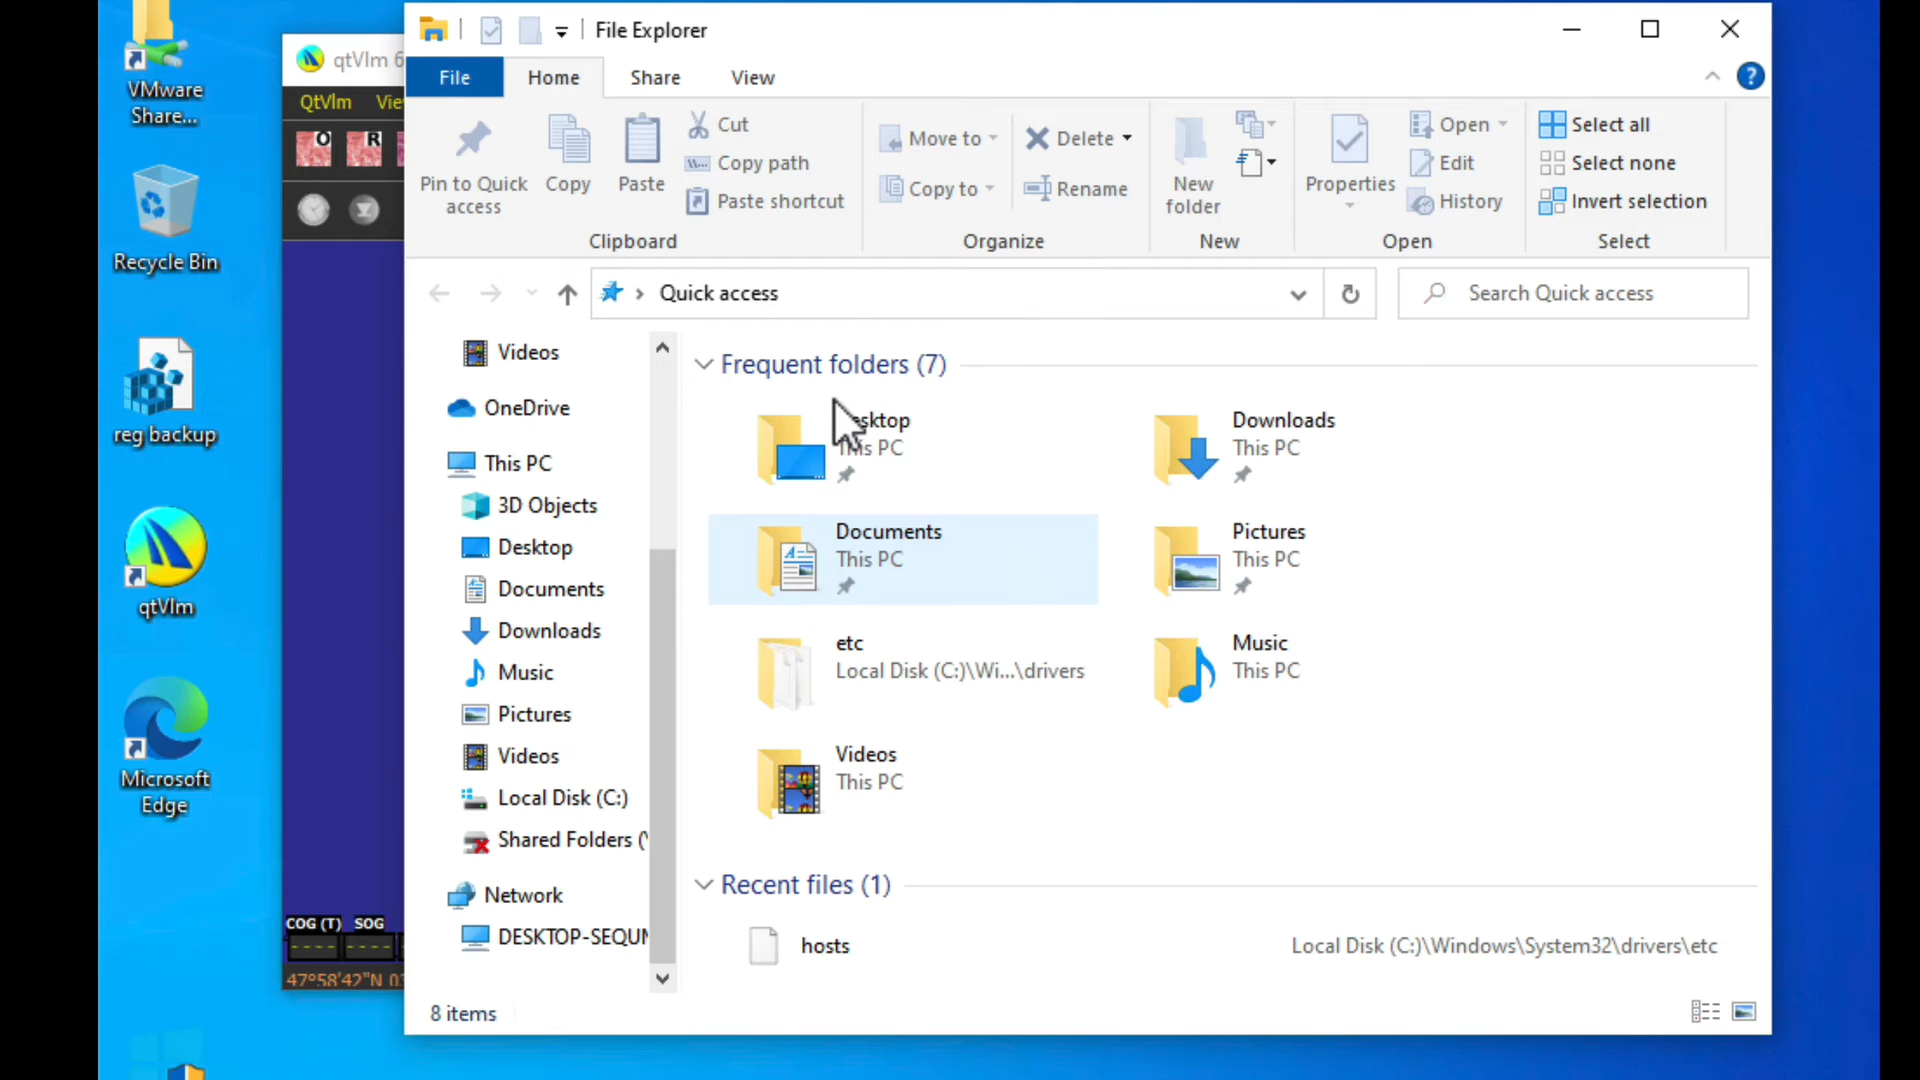 VMware
Share...
Recycle Bin
reg backup
qtVlm
Microsoft
Edge
qtVlm 6
QtVlm
O
R
COG (T) SOG
---- ----
File Explorer
File Home Share View
Pin to Quick
access
Copy
Paste
Cut
Copy path
Paste shortcut
Clipboard
Move to
Copy to
Delete
Rename
Organize
New
folder
New
Properties
Open
Edit
History
Open
Select all
Select none
Invert selection
Select
Quick access
Search Quick access
Videos
OneDrive
This PC
3D Objects
Desktop
Documents
Downloads
Music
Pictures
Videos
Local Disk (C:)
Shared Folders (
Network
DESKTOP-SEQU
Frequent folders (7)
This PC
Downloads
This PC
Documents
This PC
Pictures
This PC
etc
Local Disk (C:)\Wi...\drivers
Music
This PC
Videos
This PC
Recent files (1)
hosts
Local Disk (C:)\Windows\System32\drivers\etc
8 items